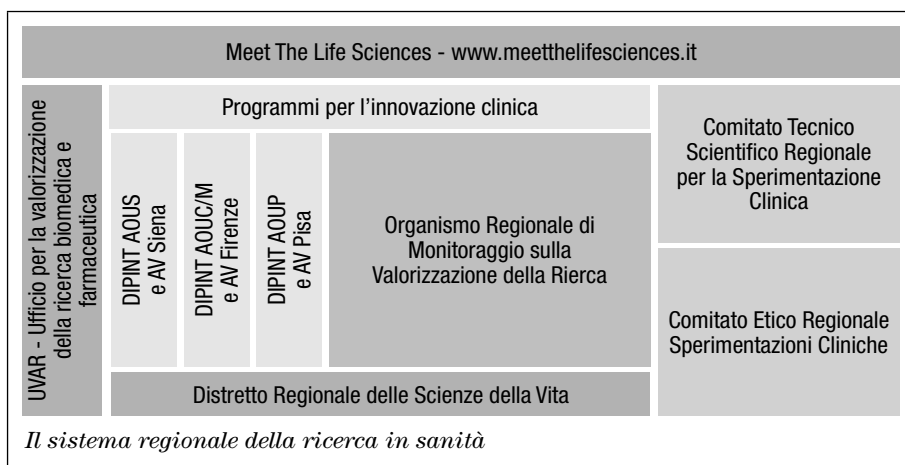 Meet The Life Sciences - www.meetthelifesciences.it
UVAR - Ufficio per la valorizzazione
della ricerca biomedica e
farmaceutica
Programmi per l'innovazione clinica
DIPINT AOUS
e AV Siena
DIPINT AOUC/M
e AV Firenze
DIPINT AOUP
e AV Pisa
Organismo Regionale di
Monitoraggio sulla
Valorizzazione della Rierca
Distretto Regionale delle Scienze della Vita
Comitato Tecnico
Scientifico Regionale
per la Sperimentazione
Clinica
Comitato Etico Regionale
Sperimentazioni Cliniche
Il sistema regionale della ricerca in sanità